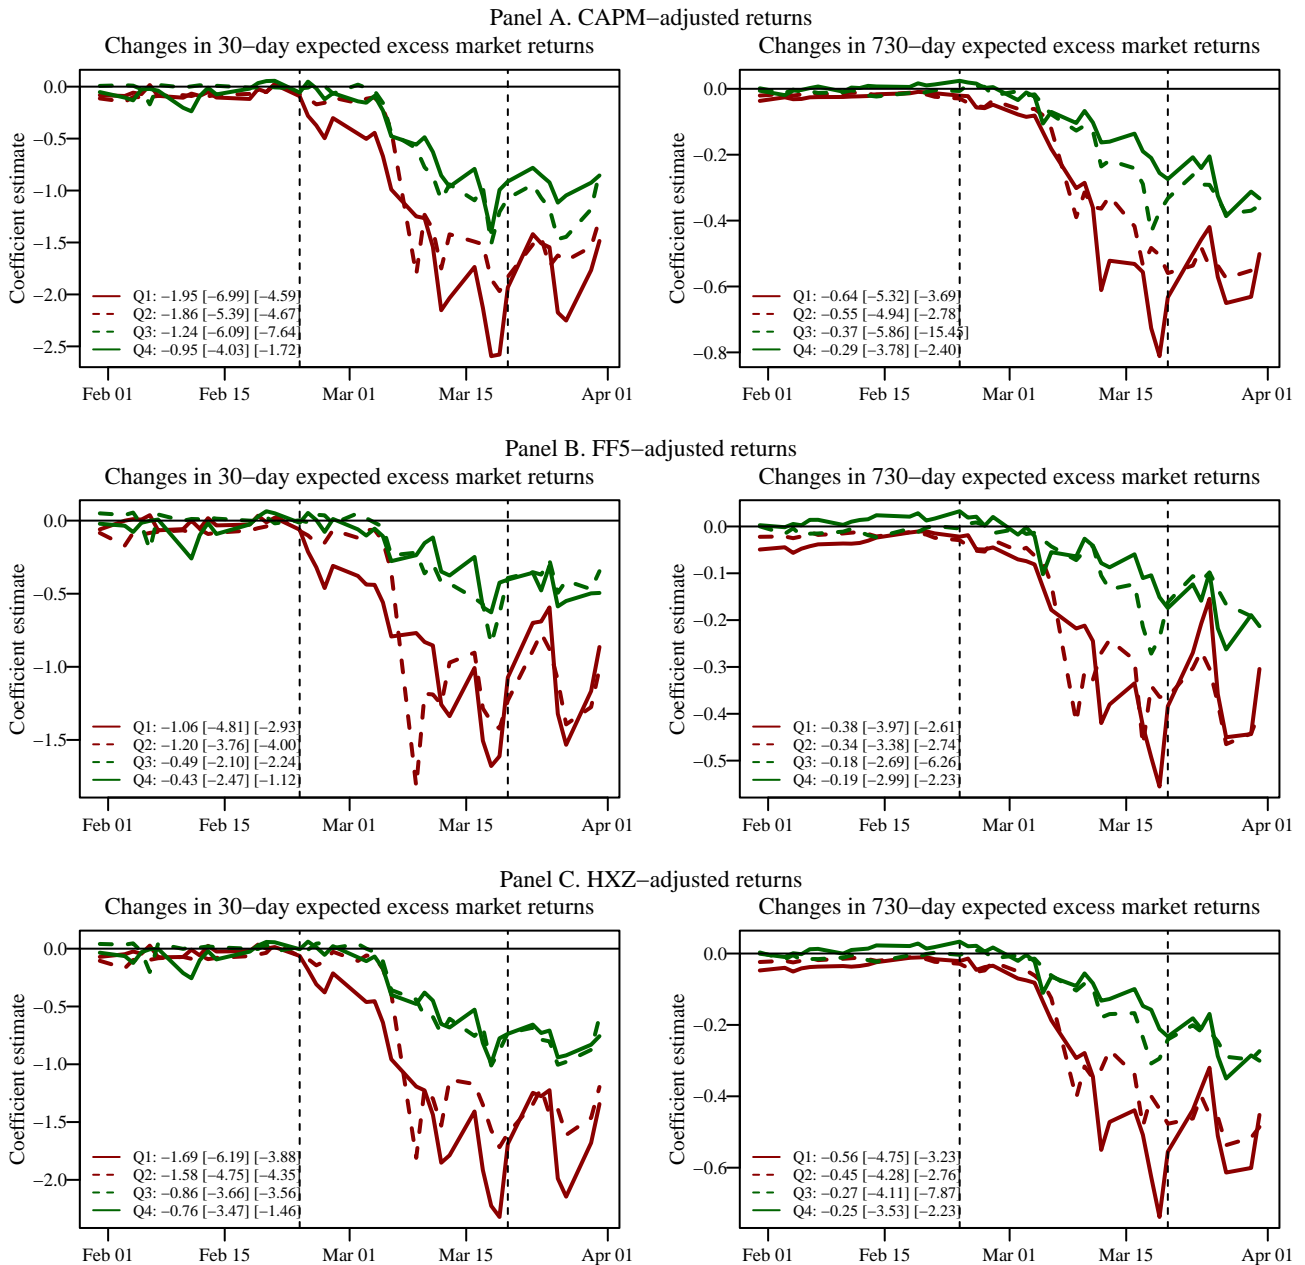 Panel A. CAPM−adjusted returns
Changes in 30−day expected excess market returns
Changes in 730−day expected excess market returns
Coefficient estimate
0.0
−0.5
−1.0
−1.5
−2.0
−2.5
Q1: −1.95 [−6.99] [−4.59]
Q2: −1.86 [−5.39] [−4.67]
Q3: −1.24 [−6.09] [−7.64]
Q4: −0.95 [−4.03] [−1.72]
Feb 01 Feb 15 Mar 01 Mar 15 Apr 01
Coefficient estimate
0.0
−0.2
−0.4
−0.6
−0.8
Q1: −0.64 [−5.32] [−3.69]
Q2: −0.55 [−4.94] [−2.78]
Q3: −0.37 [−5.86] [−15.45]
Q4: −0.29 [−3.78] [−2.40]
Feb 01 Feb 15 Mar 01 Mar 15 Apr 01
Panel B. FF5−adjusted returns
Changes in 30−day expected excess market returns
Changes in 730−day expected excess market returns
Coefficient estimate
0.0
−0.5
−1.0
−1.5
Q1: −1.06 [−4.81] [−2.93]
Q2: −1.20 [−3.76] [−4.00]
Q3: −0.49 [−2.10] [−2.24]
Q4: −0.43 [−2.47] [−1.12]
Feb 01 Feb 15 Mar 01 Mar 15 Apr 01
Coefficient estimate
0.0
−0.1
−0.2
−0.3
−0.4
−0.5
Q1: −0.38 [−3.97] [−2.61]
Q2: −0.34 [−3.38] [−2.74]
Q3: −0.18 [−2.69] [−6.26]
Q4: −0.19 [−2.99] [−2.23]
Feb 01 Feb 15 Mar 01 Mar 15 Apr 01
Panel C. HXZ−adjusted returns
Changes in 30−day expected excess market returns
Changes in 730−day expected excess market returns
Coefficient estimate
0.0
−0.5
−1.0
−1.5
−2.0
Q1: −1.69 [−6.19] [−3.88]
Q2: −1.58 [−4.75] [−4.35]
Q3: −0.86 [−3.66] [−3.56]
Q4: −0.76 [−3.47] [−1.46]
Feb 01 Feb 15 Mar 01 Mar 15 Apr 01
Coefficient estimate
0.0
−0.2
−0.4
−0.6
Q1: −0.56 [−4.75] [−3.23]
Q2: −0.45 [−4.28] [−2.76]
Q3: −0.27 [−4.11] [−7.87]
Q4: −0.25 [−3.53] [−2.23]
Feb 01 Feb 15 Mar 01 Mar 15 Apr 01